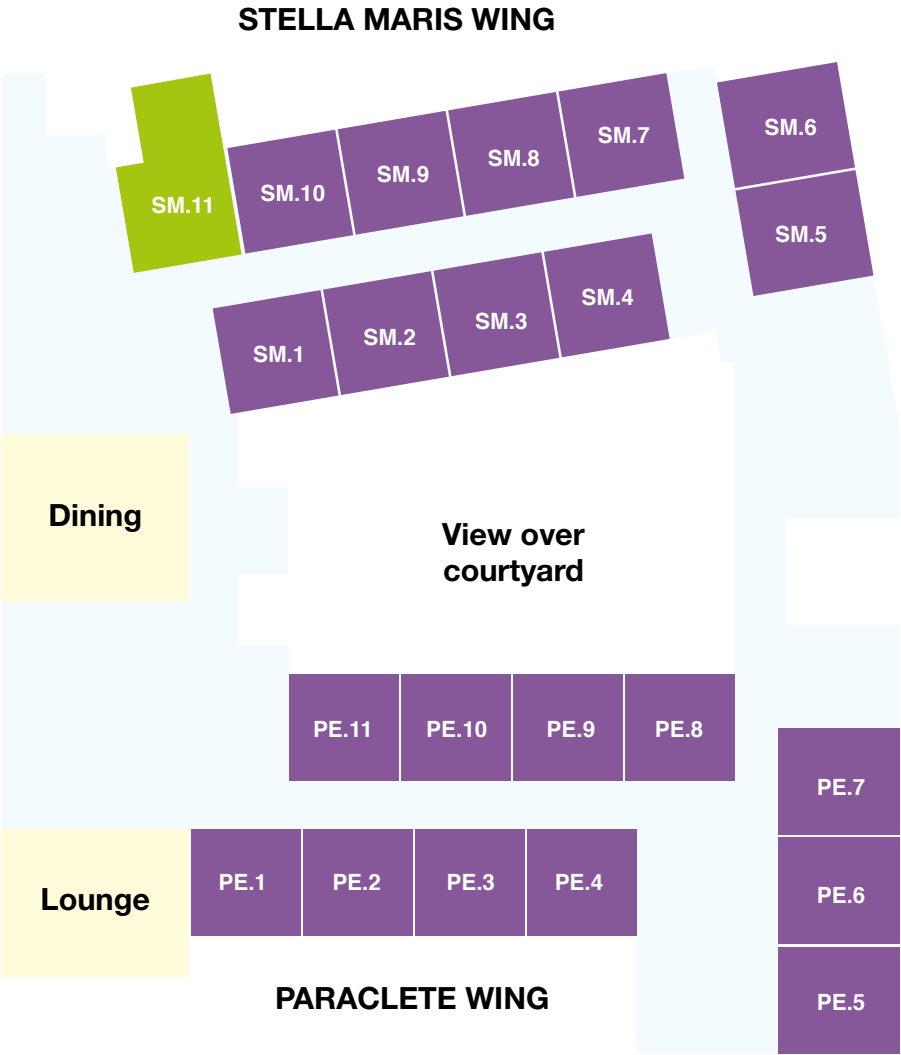 STELLA MARIS WING
SM.6
SM.7
SM.8
SM.9
SM.10
SM.11
SM.5
SM.4
SM.3
SM.2
SM.1
Dining
View over
courtyard
PE.11
PE.10
PE.9
PE.8
PE.7
PE.1
PE.2
PE.3
PE.4
PE.6
Lounge
PARACLETE WING
PE.5